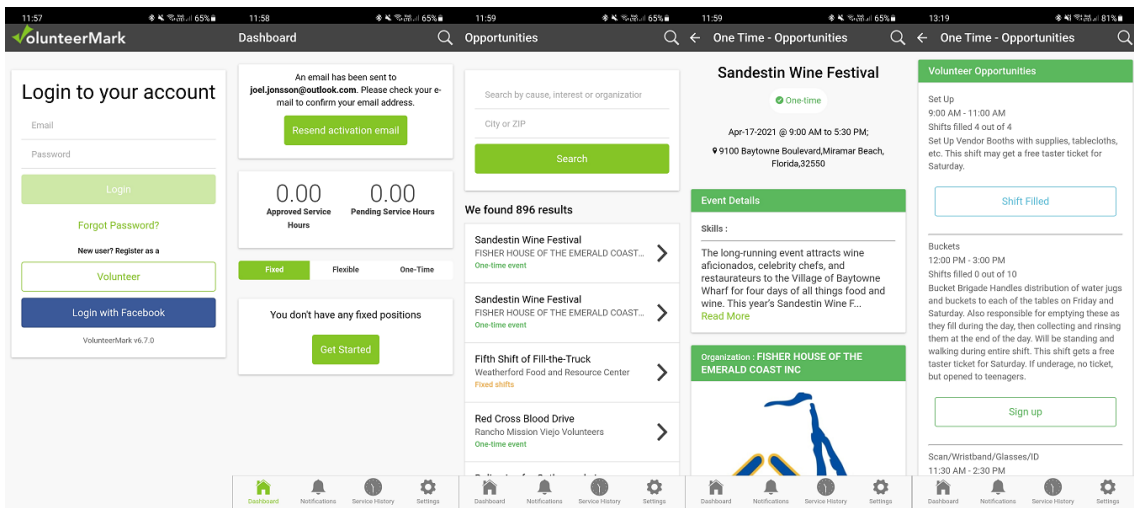 11:57
65%
VolunteerMark
Login to your account
Email
Password
Login
Forgot Password?
New user? Register as a
Volunteer
Login with Facebook
VolunteerMark v6.7.0
11:58
65%
Dashboard
An email has been sent to
joel.jonsson@outlook.com. Please check your e-
mail to confirm your email address.
Resend activation email
0.00
Approved Service
Hours
0.00
Pending Service Hours
Fixed
Flexible
One-Time
You don't have any fixed positions
Get Started
Dashboard
Notifications
Service History
Settings
11:59
65%
Opportunities
Search by cause, interest or organization
City or ZIP
Search
We found 896 results
Sandestin Wine Festival
FISHER HOUSE OF THE EMERALD COAST...
One-time event
Sandestin Wine Festival
FISHER HOUSE OF THE EMERALD COAST...
One-time event
Fifth Shift of Fill-the-Truck
Weatherford Food and Resource Center
Fixed shifts
Red Cross Blood Drive
Rancho Mission Viejo Volunteers
One-time event
Dashboard
Notifications
Service History
Settings
11:59
65%
One Time - Opportunities
Sandestin Wine Festival
One-time
Apr-17-2021 @ 9:00 AM to 5:30 PM;
9100 Baytowne Boulevard,Miramar Beach,
Florida,32550
Event Details
Skills :
The long-running event attracts wine
aficionados, celebrity chefs, and
restaurateurs to the Village of Baytowne
Wharf for four days of all things food and
wine. This year's Sandestin Wine F...
Read More
Organization : FISHER HOUSE OF THE
EMERALD COAST INC
Dashboard
Notifications
Service History
Settings
13:19
81%
One Time - Opportunities
Volunteer Opportunities
Set Up
9:00 AM - 11:00 AM
Shifts filled 4 out of 4
Set Up Vendor Booths with supplies, tablecloths,
etc. This shift may get a free taster ticket for
Saturday.
Shift Filled
Buckets
12:00 PM - 3:00 PM
Shifts filled 0 out of 10
Bucket Brigade Handles distribution of water jugs
and buckets to each of the tables on Friday and
Saturday. Also responsible for emptying these as
they fill during the day, then collecting and rinsing
them at the end of the day. Will be standing and
walking during entire shift. This shift gets a free
taster ticket for Saturday. If underage, no ticket,
but opened to teenagers.
Sign up
Scan/Wristband/Glasses/ID
11:30 AM - 2:30 PM
Dashboard
Notifications
Service History
Settings